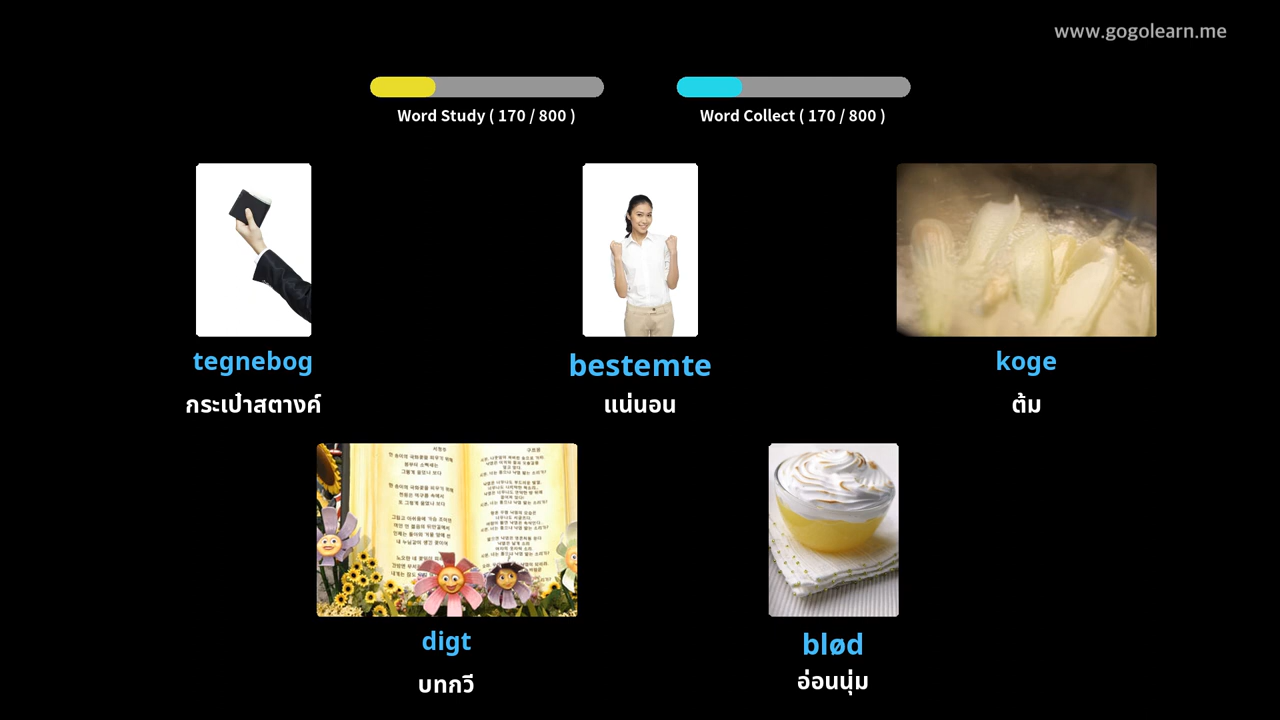 www.gogolearn.me
Word Study ( 170 / 800 )
Word Collect ( 170 / 800 )
tegnebog
กระเป๋าสตางค์
bestemte
แน่นอน
koge
ต้ม
digt
บทกวี
blød
อ่อนนุ่ม